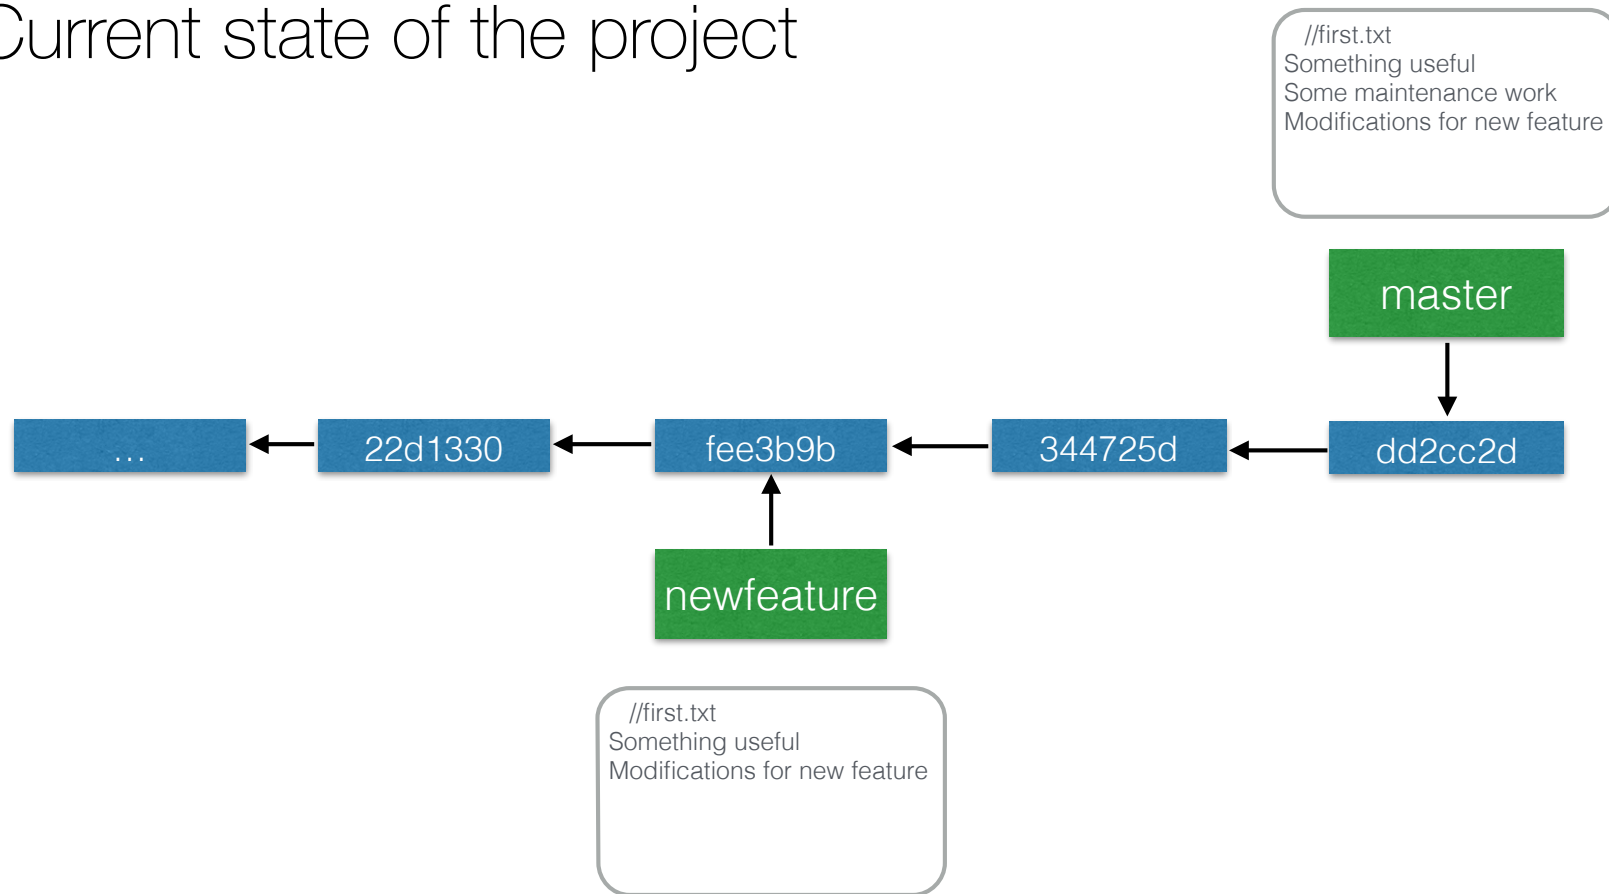 Current state of the project
//first.txt
Something useful
Some maintenance work
Modifications for new feature
master
...
22d1330
fee3b9b
344725d
dd2cc2d
newfeature
//first.txt
Something useful
Modifications for new feature